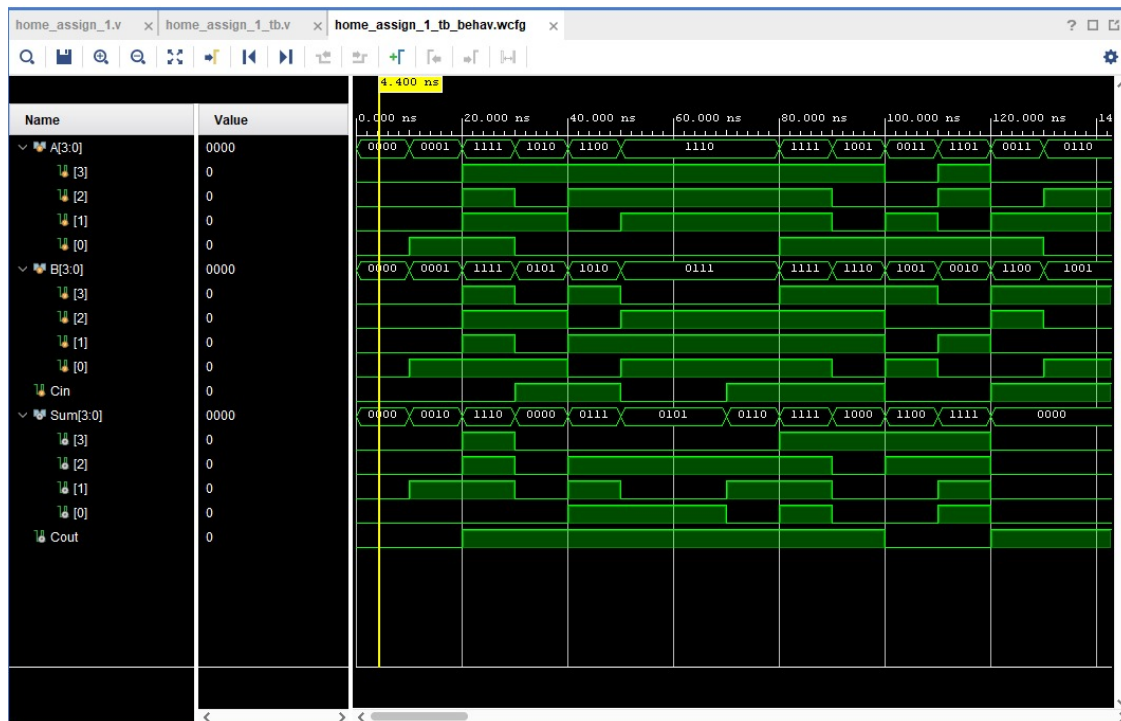 home_assign_1.v × home_assign_1_tb.v × home_assign_1_tb_behav.wcfg ×
4.400 ns
Name Value 0.000 ns 20.000 ns 40.000 ns 60.000 ns 80.000 ns 100.000 ns 120.000 ns 14
A[3:0] 0000 0000 0001 1111 1010 1100 1110 1111 1001 0011 1101 0011 0110
[3] 0
[2] 0
[1] 0
[0] 0
B[3:0] 0000 0000 0001 1111 0101 1010 0111 1111 1110 1001 0010 1100 1001
[3] 0
[2] 0
[1] 0
[0] 0
Cin 0
Sum[3:0] 0000 0000 0010 1110 0000 0111 0101 0110 1111 1000 1100 1111 0000
[3] 0
[2] 0
[1] 0
[0] 0
Cout 0